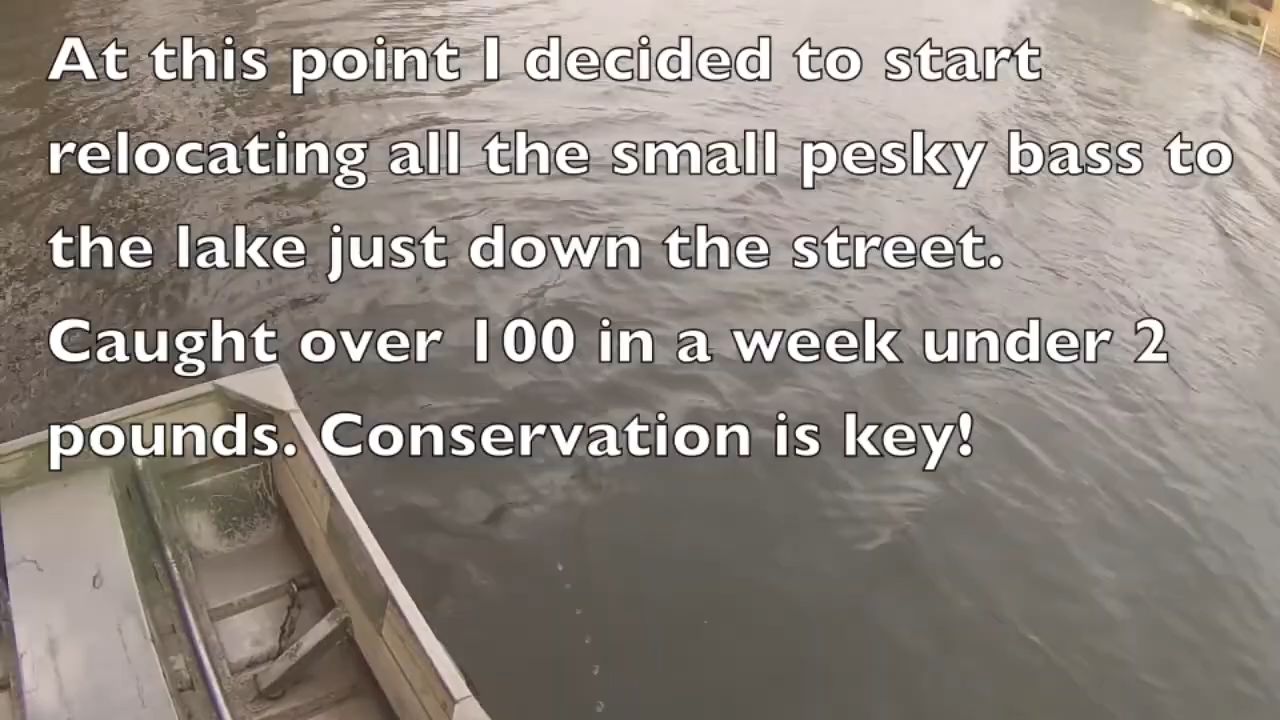 At this point I decided to start
relocating all the small pesky bass to
the lake just down the street.
Caught over 100 in a week under 2
pounds. Conservation is key!